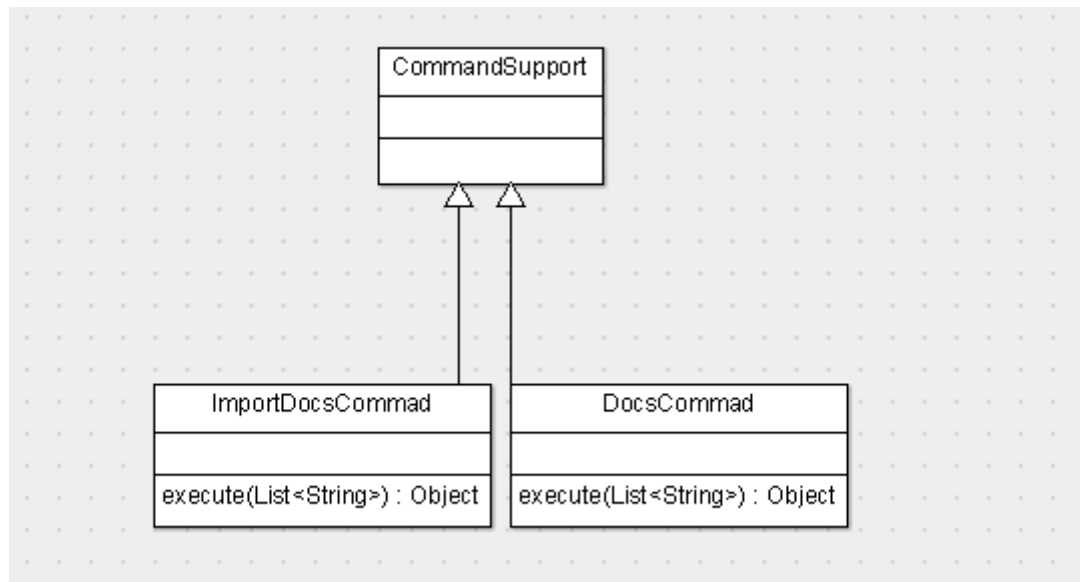 CommandSupport
ImportDocsCommad
DocsCommad
execute(List<String>) : Object
execute(List<String>) : Object